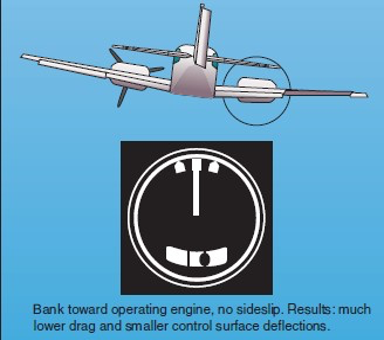 Bank toward operating engine, no sideslip. Results: much
lower drag and smaller control surface deflections.